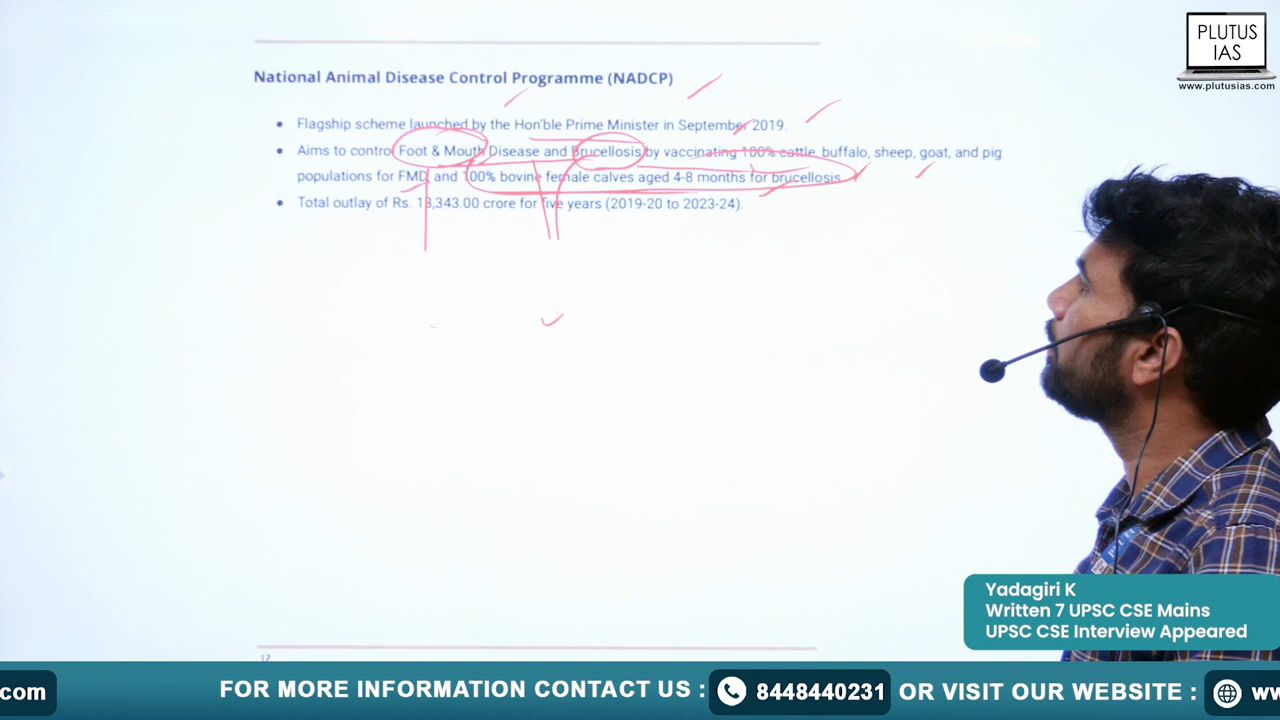 PLUTUS
IAS
www.plutusias.com
National Animal Disease Control Programme (NADCP)
• Flagship scheme launched by the Hon'ble Prime Minister in September 2019.
• Aims to control Foot & Mouth Disease and Brucellosis by vaccinating 100% cattle, buffalo, sheep, goat, and pig
populations for FMD and 100% bovine female calves aged 4-8 months for brucellosis.
• Total outlay of Rs. 13,343.00 crore for five years (2019-20 to 2023-24).
Yadagiri K
Written 7 UPSC CSE Mains
UPSC CSE Interview Appeared
12
.com FOR MORE INFORMATION CONTACT US : 8448440231 OR VISIT OUR WEBSITE : ww